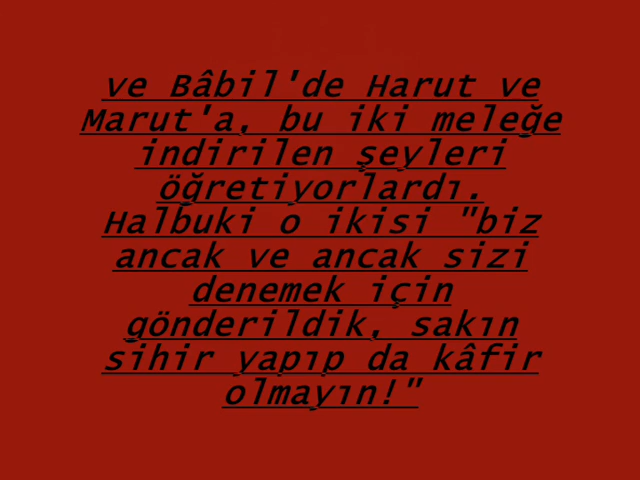 ve Bâbil'de Harut ve
Marut'a, bu iki meleğe
indirilen şeyleri
öğretiyorlardı.
Halbuki o ikisi "biz
ancak ve ancak sizi
denemek için
gönderildik, sakın
sihir yapıp da kâfir
olmayın!"